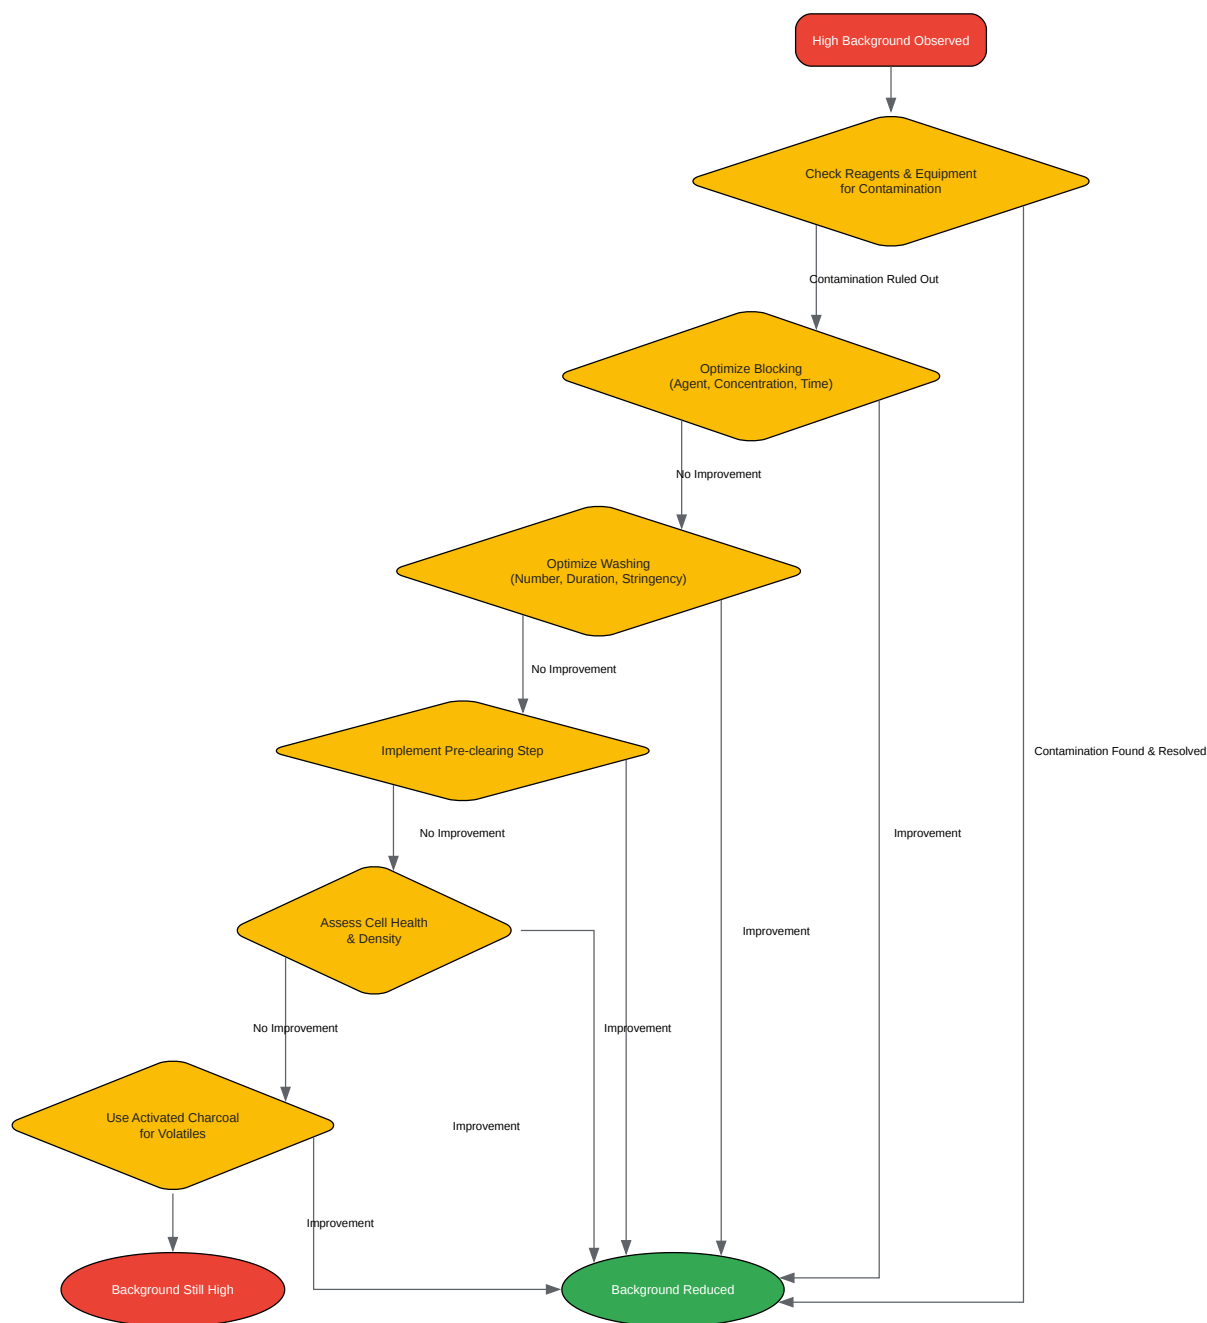 High Background Observed
Check Reagents & Equipment
for Contamination
Contamination Ruled Out
Optimize Blocking
(Agent, Concentration, Time)
No Improvement
Optimize Washing
(Number, Duration, Stringency)
No Improvement
Implement Pre-clearing Step
Contamination Found & Resolved
No Improvement
Improvement
Assess Cell Health
& Density
Improvement
No Improvement
Improvement
Use Activated Charcoal
for Volatiles
Improvement
Improvement
Background Still High
Background Reduced